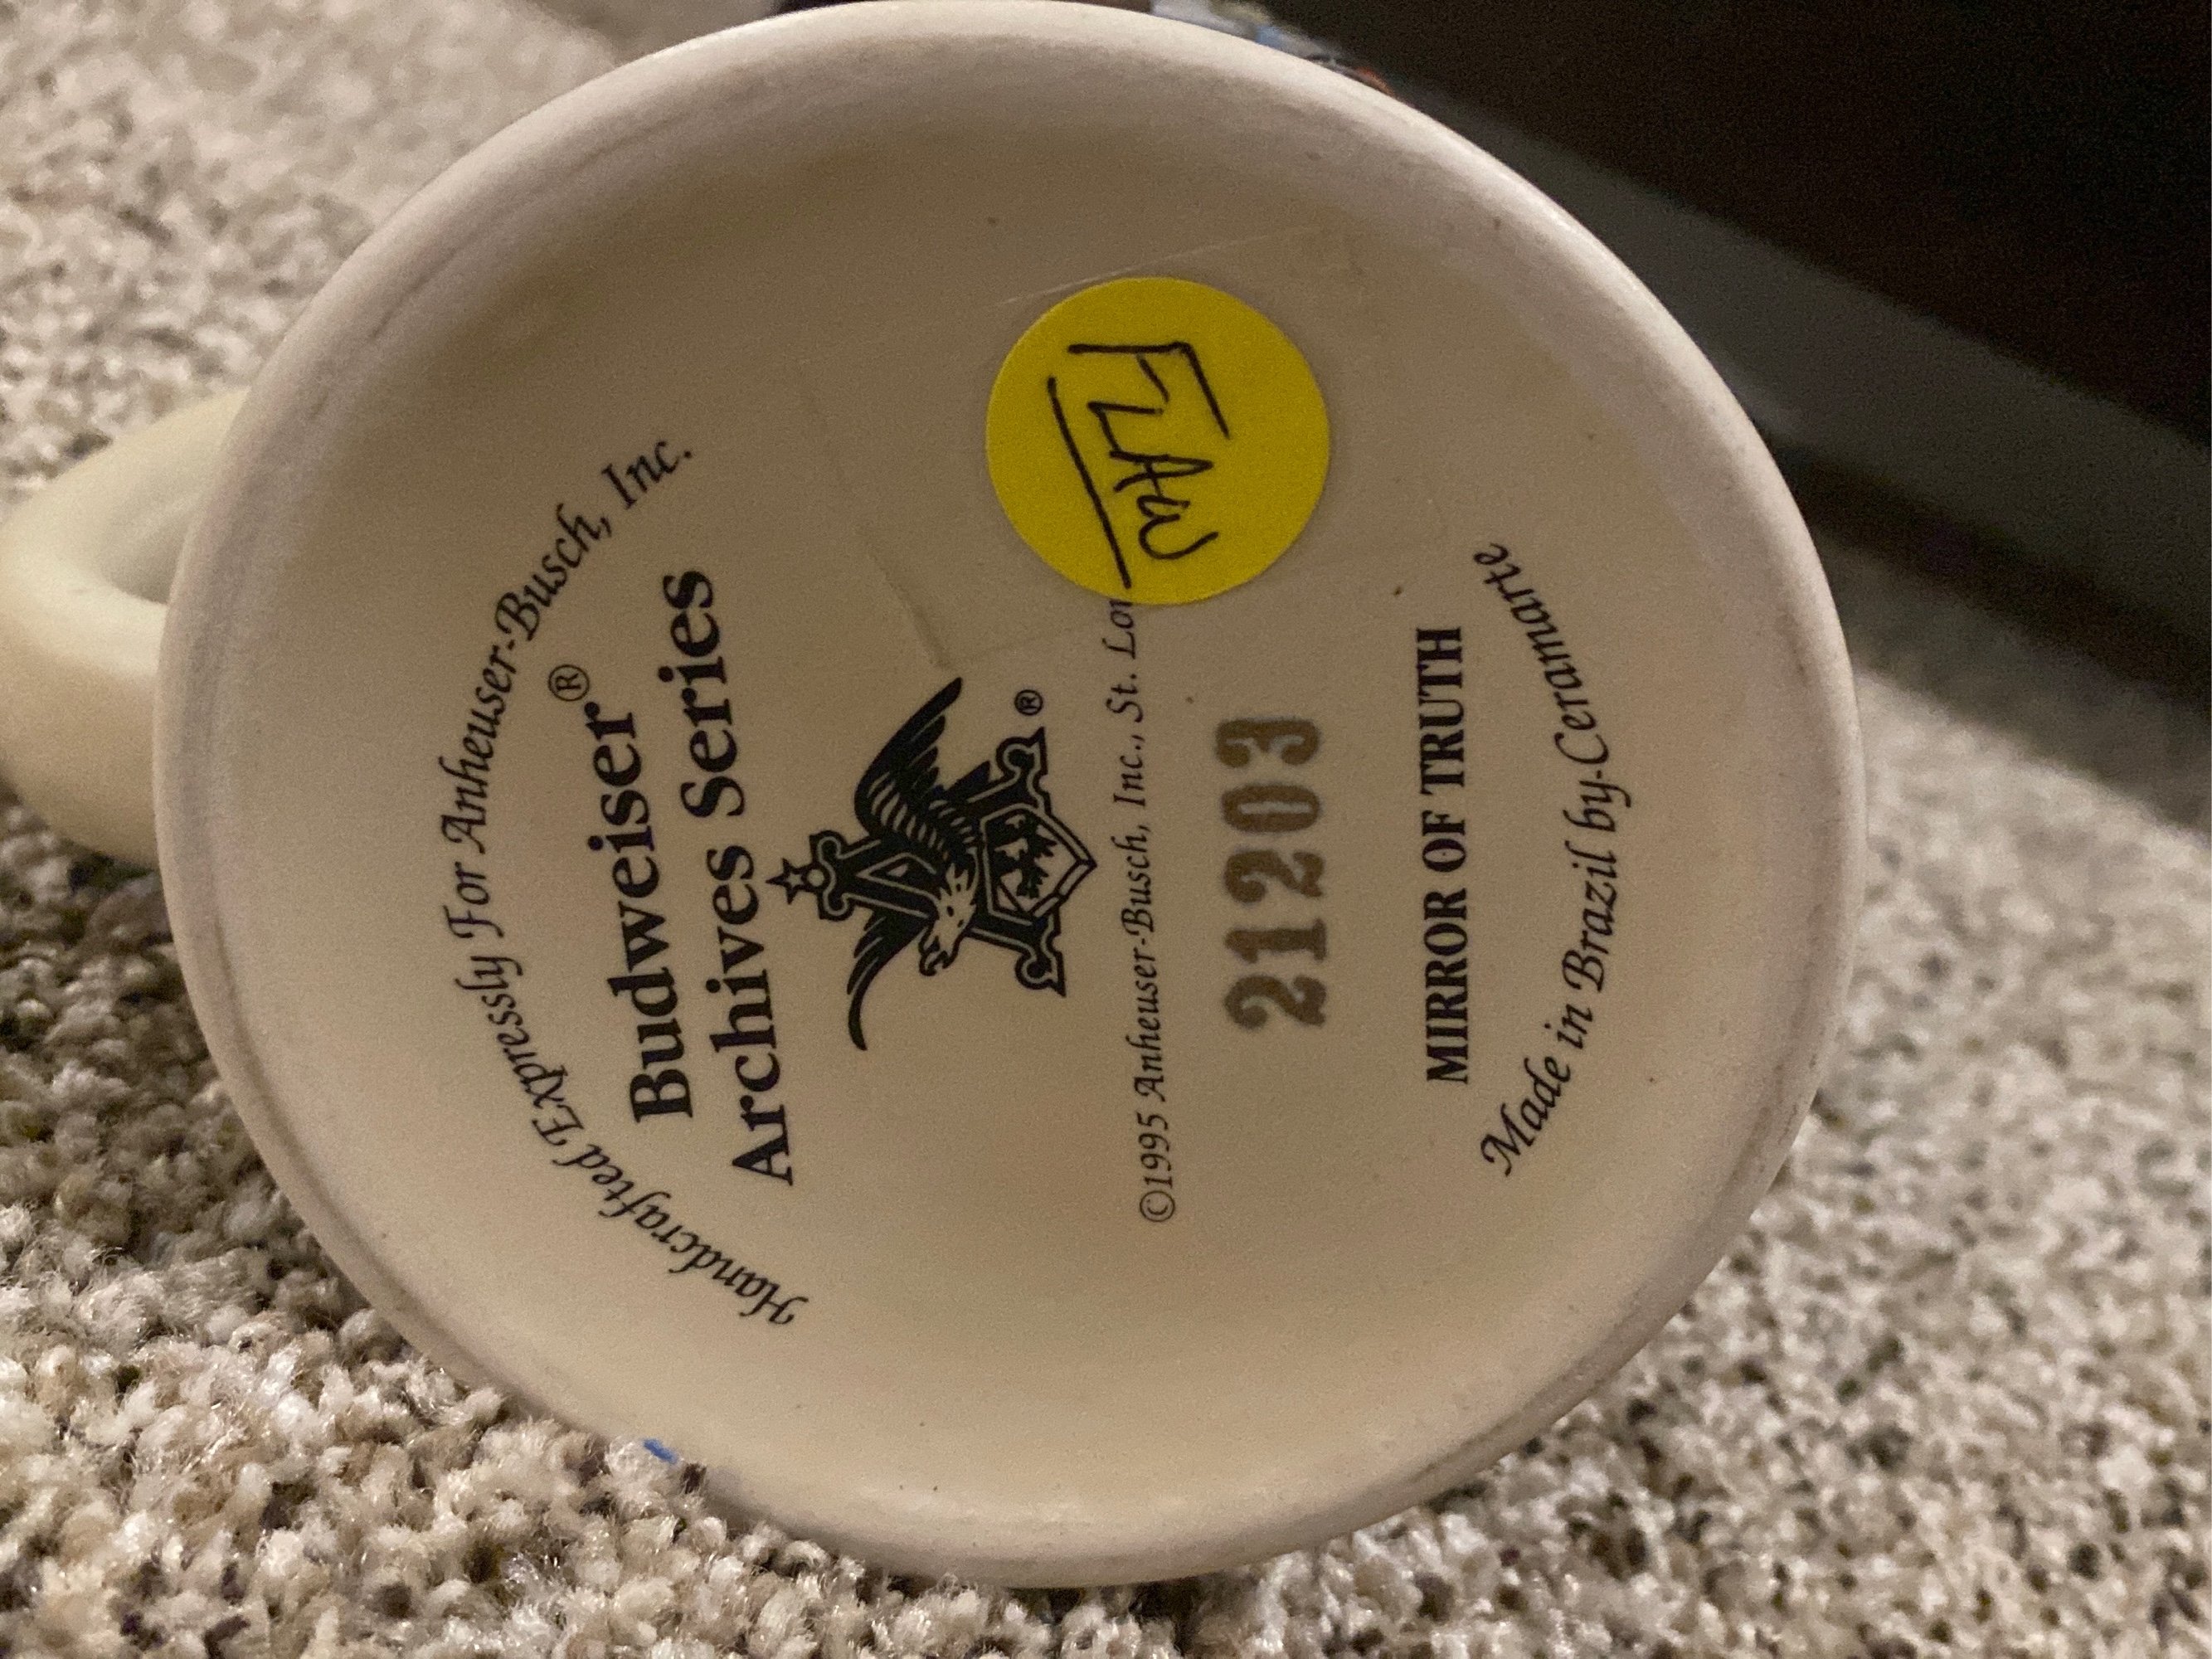 Handcrafted Expressly For Anheuser-Busch, Inc.
Budweiser®
Archives Series
A
®
FLAW
©1995 Anheuser-Busch, Inc., St. Lou
21203
MIRROR OF TRUTH
Made in Brazil by Ceramarte